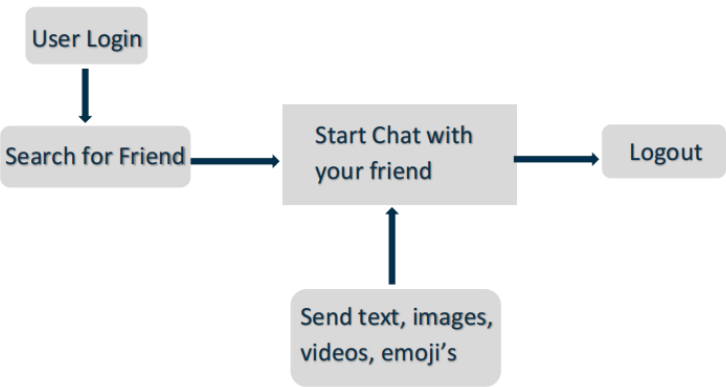 User Login
Search for Friend
Start Chat with
your friend
Logout
Send text, images,
videos, emoji's